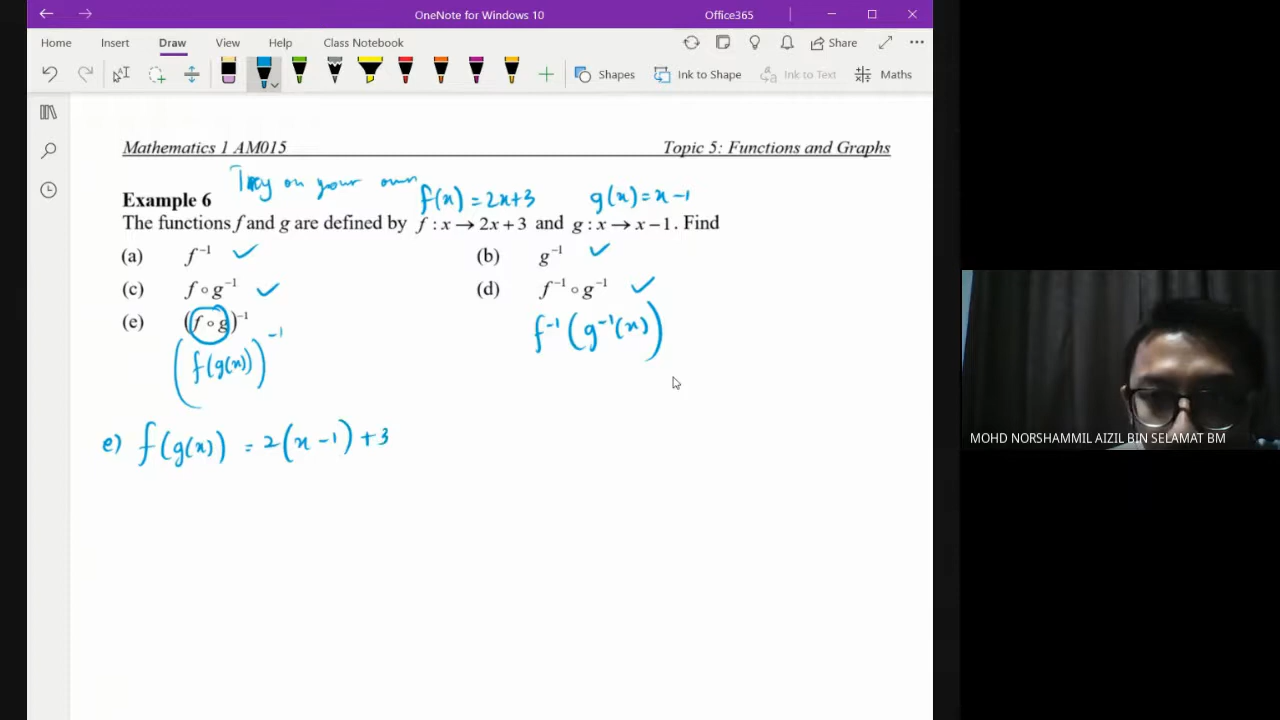 OneNote for Windows 10 Office365
Home Insert Draw View Help Class Notebook Share
Shapes Ink to Shape Ink to Text Maths
Mathematics 1 AM015 Topic 5: Functions and Graphs
Try on your own
f(x) = 2x+3 g(x) = x-1
Example 6
The functions f and g are defined by f : x → 2x + 3 and g : x → x − 1. Find
(a) f⁻¹ ✓ (b) g⁻¹ ✓
(c) f ∘ g⁻¹ ✓ (d) f⁻¹ ∘ g⁻¹ ✓
(e) (f ∘ g)⁻¹ f⁻¹(g⁻¹(x))
(f(g(x)))⁻¹
e) f(g(x)) = 2(x-1)+3
MOHD NORSHAMMIL AIZIL BIN SELAMAT BM